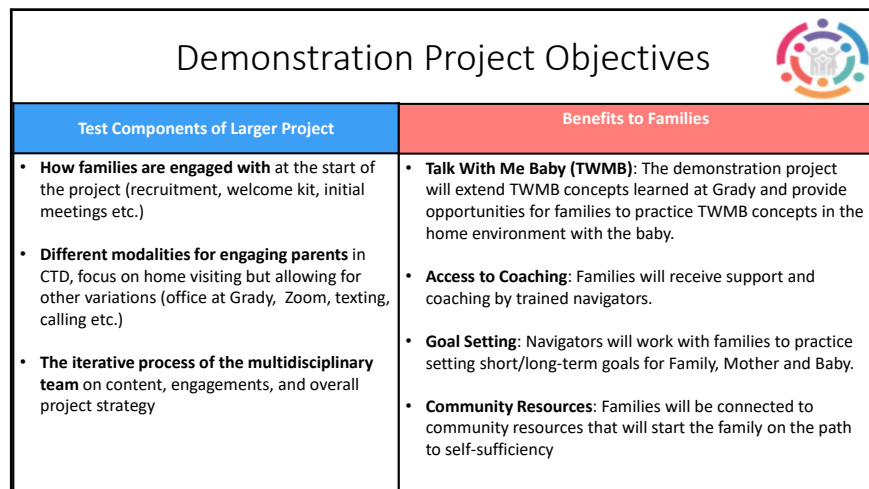 Demonstration Project Objectives
Test Components of Larger Project
• How families are engaged with at the start of
the project (recruitment, welcome kit, initial
meetings etc.)
• Different modalities for engaging parents in
CTD, focus on home visiting but allowing for
other variations (office at Grady, Zoom, texting,
calling etc.)
• The iterative process of the multidisciplinary
team on content, engagements, and overall
project strategy
Benefits to Families
• Talk With Me Baby (TWMB): The demonstration project
will extend TWMB concepts learned at Grady and provide
opportunities for families to practice TWMB concepts in the
home environment with the baby.
• Access to Coaching: Families will receive support and
coaching by trained navigators.
• Goal Setting: Navigators will work with families to practice
setting short/long-term goals for Family, Mother and Baby.
• Community Resources: Families will be connected to
community resources that will start the family on the path
to self-sufficiency